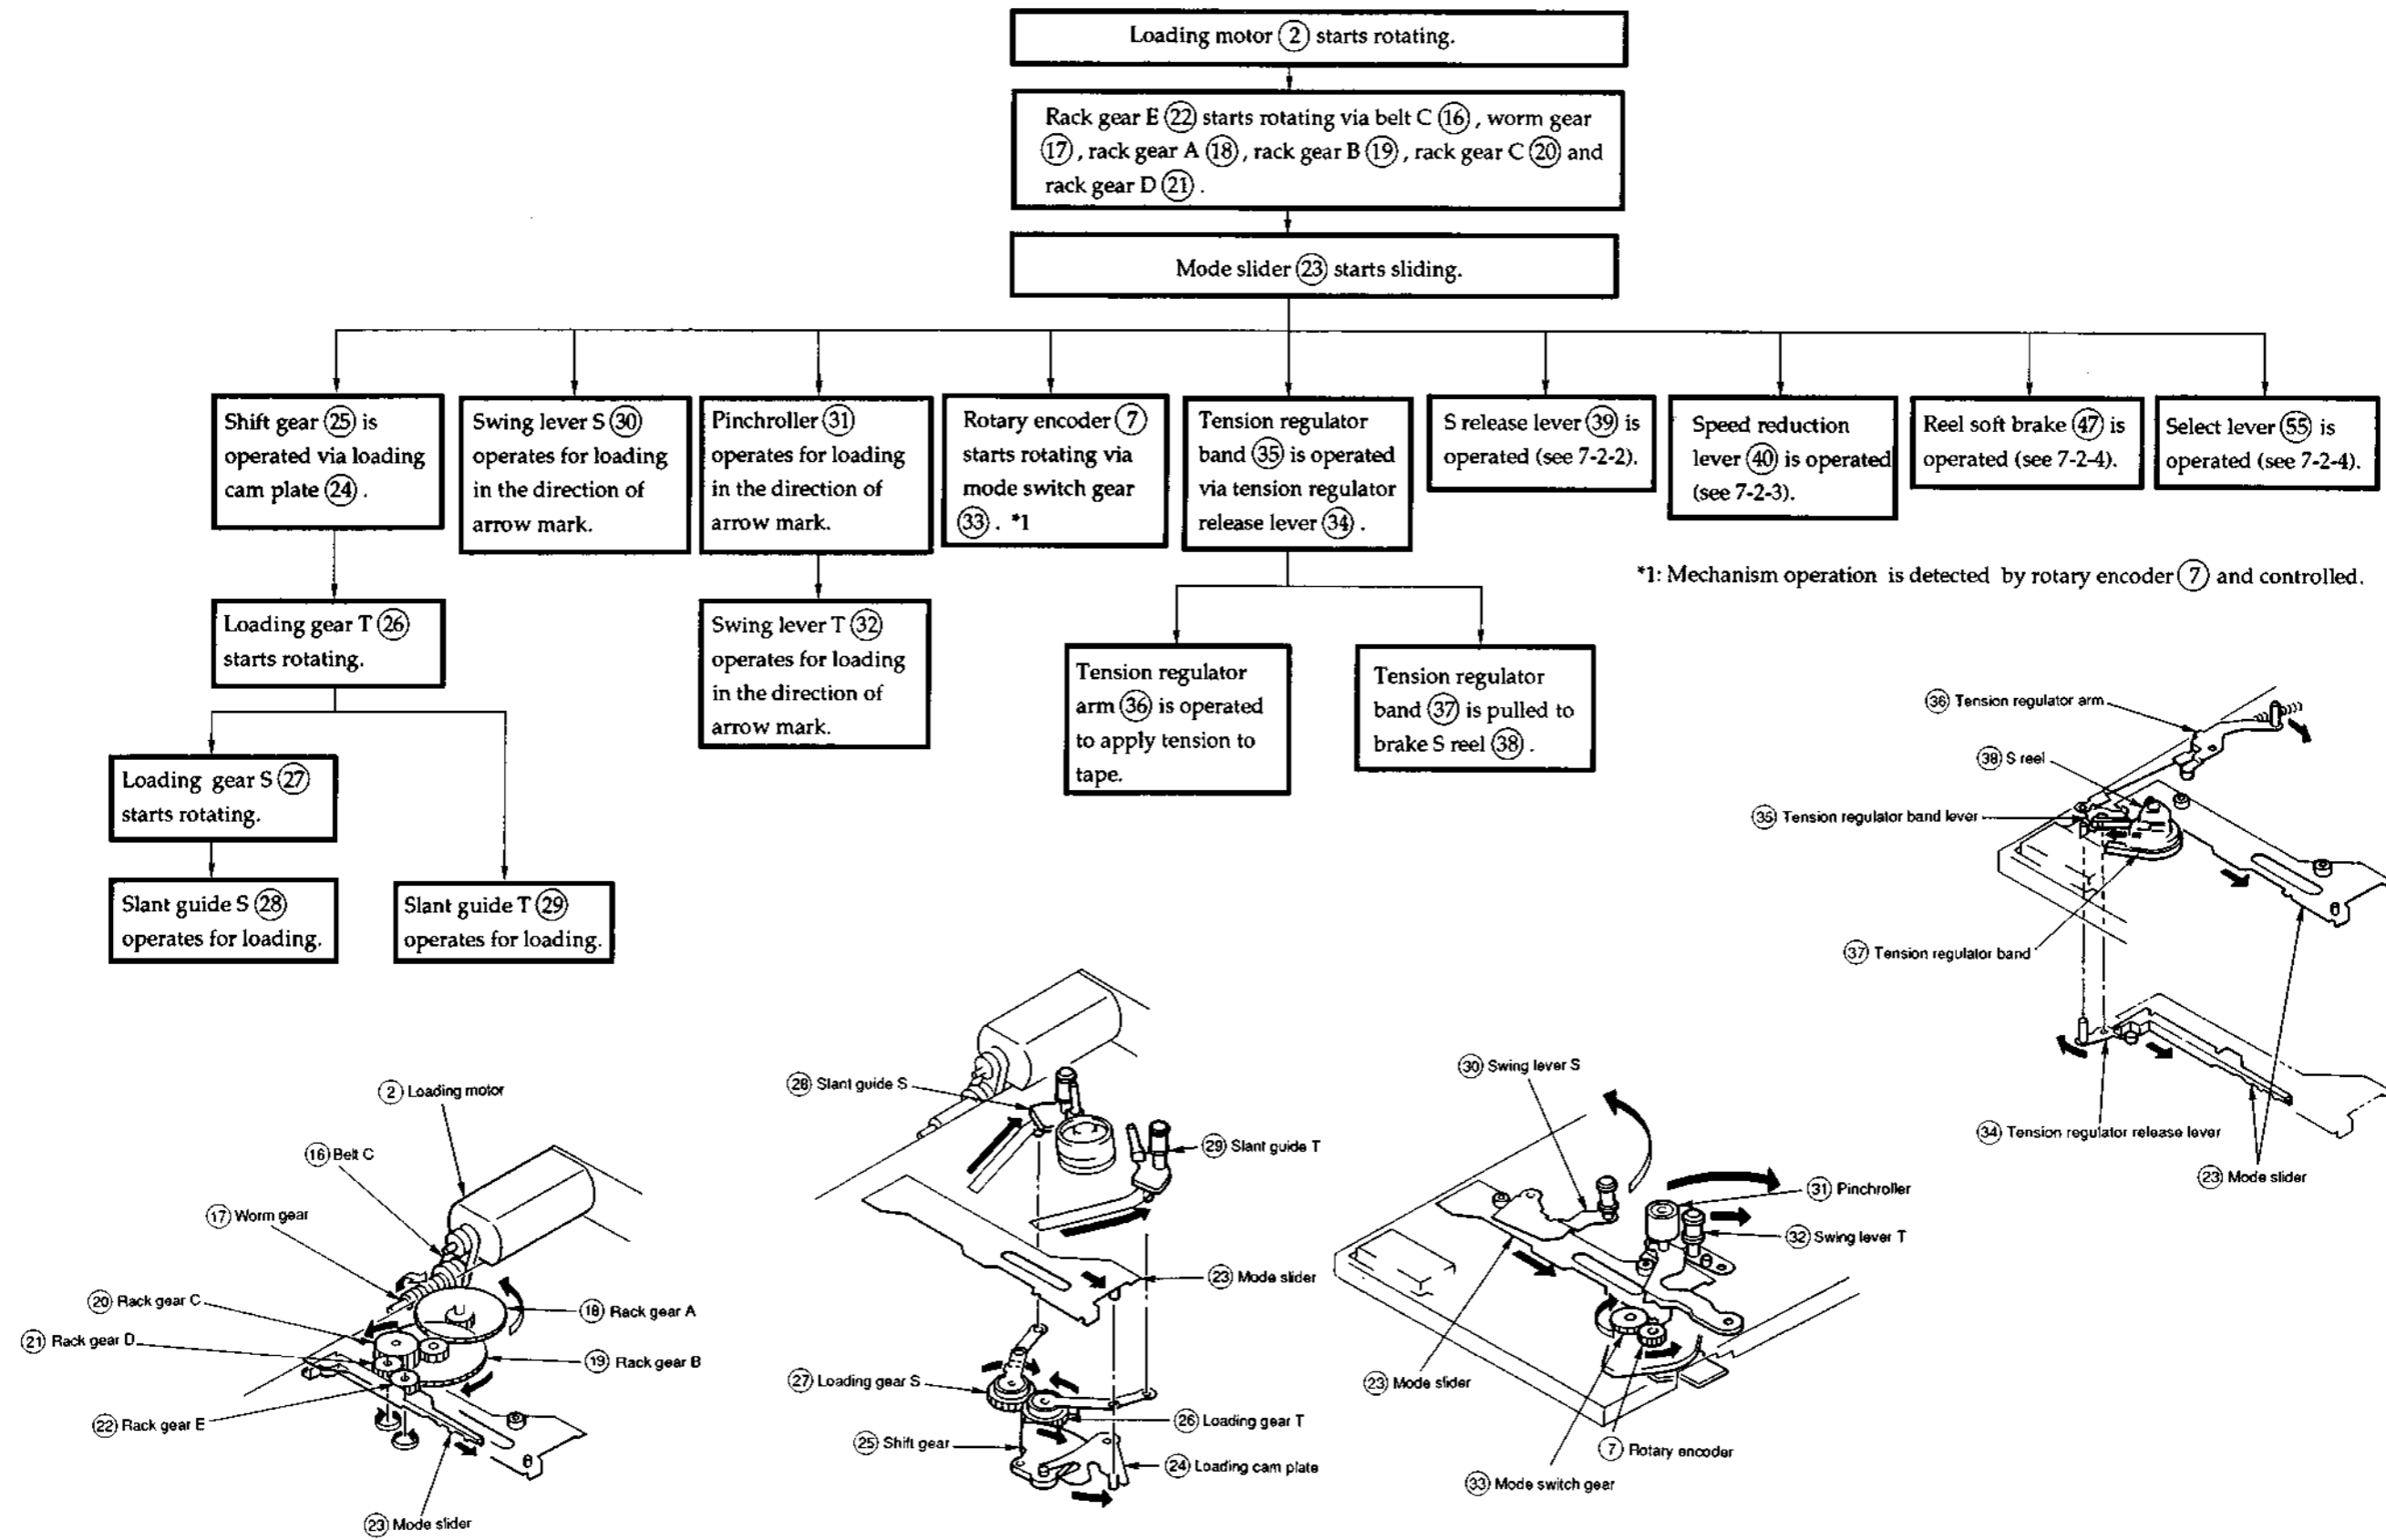 Loading motor ② starts rotating.
Rack gear E ㉒ starts rotating via belt C ⑯ , worm gear
⑰ , rack gear A ⑱ , rack gear B ⑲ , rack gear C ⑳ and
rack gear D ㉑ .
Mode slider ㉓ starts sliding.
Shift gear ㉕ is
operated via loading
cam plate ㉔ .
Swing lever S ㉚
operates for loading
in the direction of
arrow mark.
Pinchroller ㉛
operates for loading
in the direction of
arrow mark.
Rotary encoder ⑦
starts rotating via
mode switch gear
㉝ . *1
Tension regulator
band ㉟ is operated
via tension regulator
release lever ㉞ .
S release lever ㊴ is
operated (see 7-2-2).
Speed reduction
lever ㊵ is operated
(see 7-2-3).
Reel soft brake ㊼ is
operated (see 7-2-4).
Select lever (55) is
operated (see 7-2-4).
*1: Mechanism operation is detected by rotary encoder ⑦ and controlled.
Loading gear T ㉖
starts rotating.
Swing lever T ㉜
operates for loading
in the direction of
arrow mark.
Tension regulator
arm ㊱ is operated
to apply tension to
tape.
Tension regulator
band ㊲ is pulled to
brake S reel ㊳ .
Loading gear S ㉗
starts rotating.
Slant guide S ㉘
operates for loading.
Slant guide T ㉙
operates for loading.
㊱ Tension regulator arm
㊳ S reel
㉟ Tension regulator band lever
㊲ Tension regulator band
㉞ Tension regulator release lever
㉓ Mode slider
② Loading motor
⑯ Belt C
⑰ Worm gear
⑳ Rack gear C
⑱ Rack gear A
㉑ Rack gear D
⑲ Rack gear B
㉒ Rack gear E
㉓ Mode slider
㉘ Slant guide S
㉙ Slant guide T
㉓ Mode slider
㉗ Loading gear S
㉖ Loading gear T
㉕ Shift gear
㉔ Loading cam plate
㉚ Swing lever S
㉛ Pinchroller
㉜ Swing lever T
㉓ Mode slider
⑦ Rotary encoder
㉝ Mode switch gear